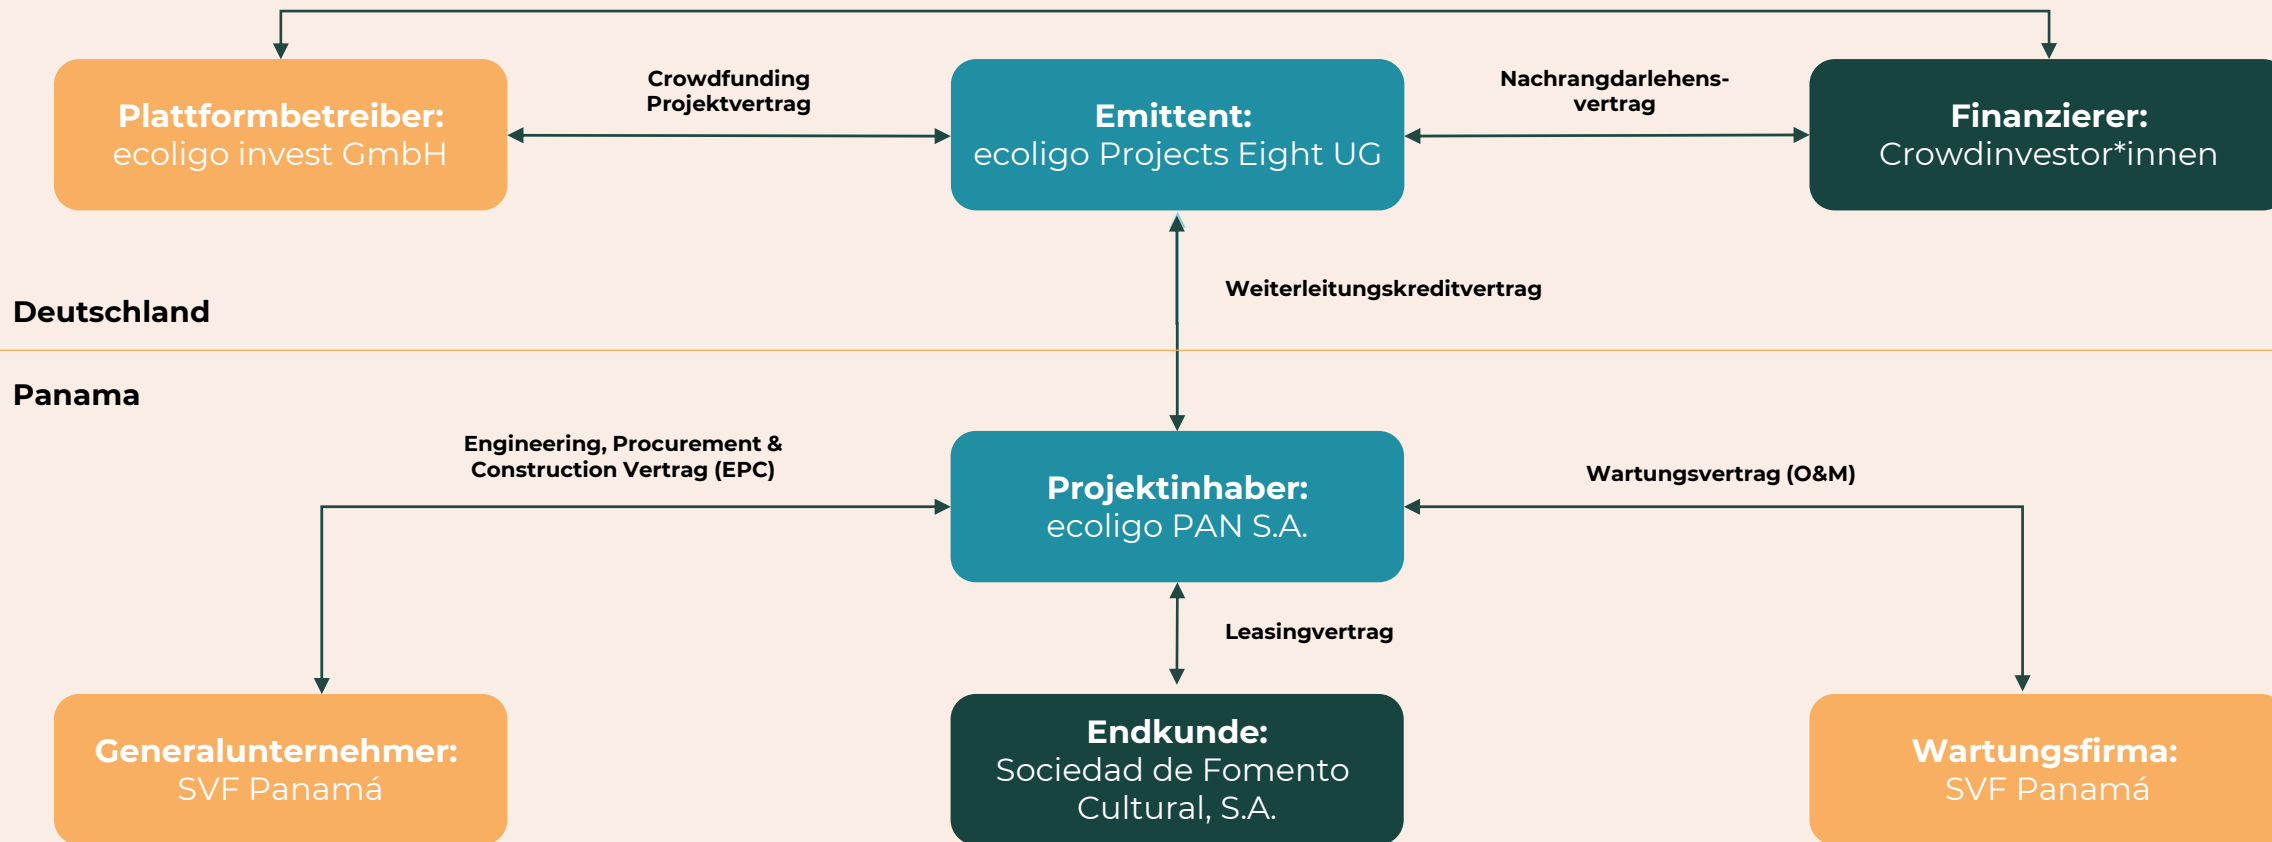 Crowdfunding
Projektvertrag
Nachrangdarlehens-
vertrag
Plattformbetreiber:
ecoligo invest GmbH
Emittent:
ecoligo Projects Eight UG
Finanzierer:
Crowdinvestor*innen
Weiterleitungskreditvertrag
Deutschland
Panama
Engineering, Procurement &
Construction Vertrag (EPC)
Wartungsvertrag (O&M)
Projektinhaber:
ecoligo PAN S.A.
Leasingvertrag
Generalunternehmer:
SVF Panamá
Endkunde:
Sociedad de Fomento
Cultural, S.A.
Wartungsfirma:
SVF Panamá